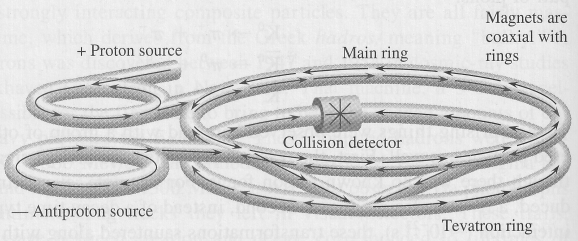 Magnets are
coaxial with
rings
+ Proton source
Main ring
Collision detector
Antiproton source
Tevatron ring